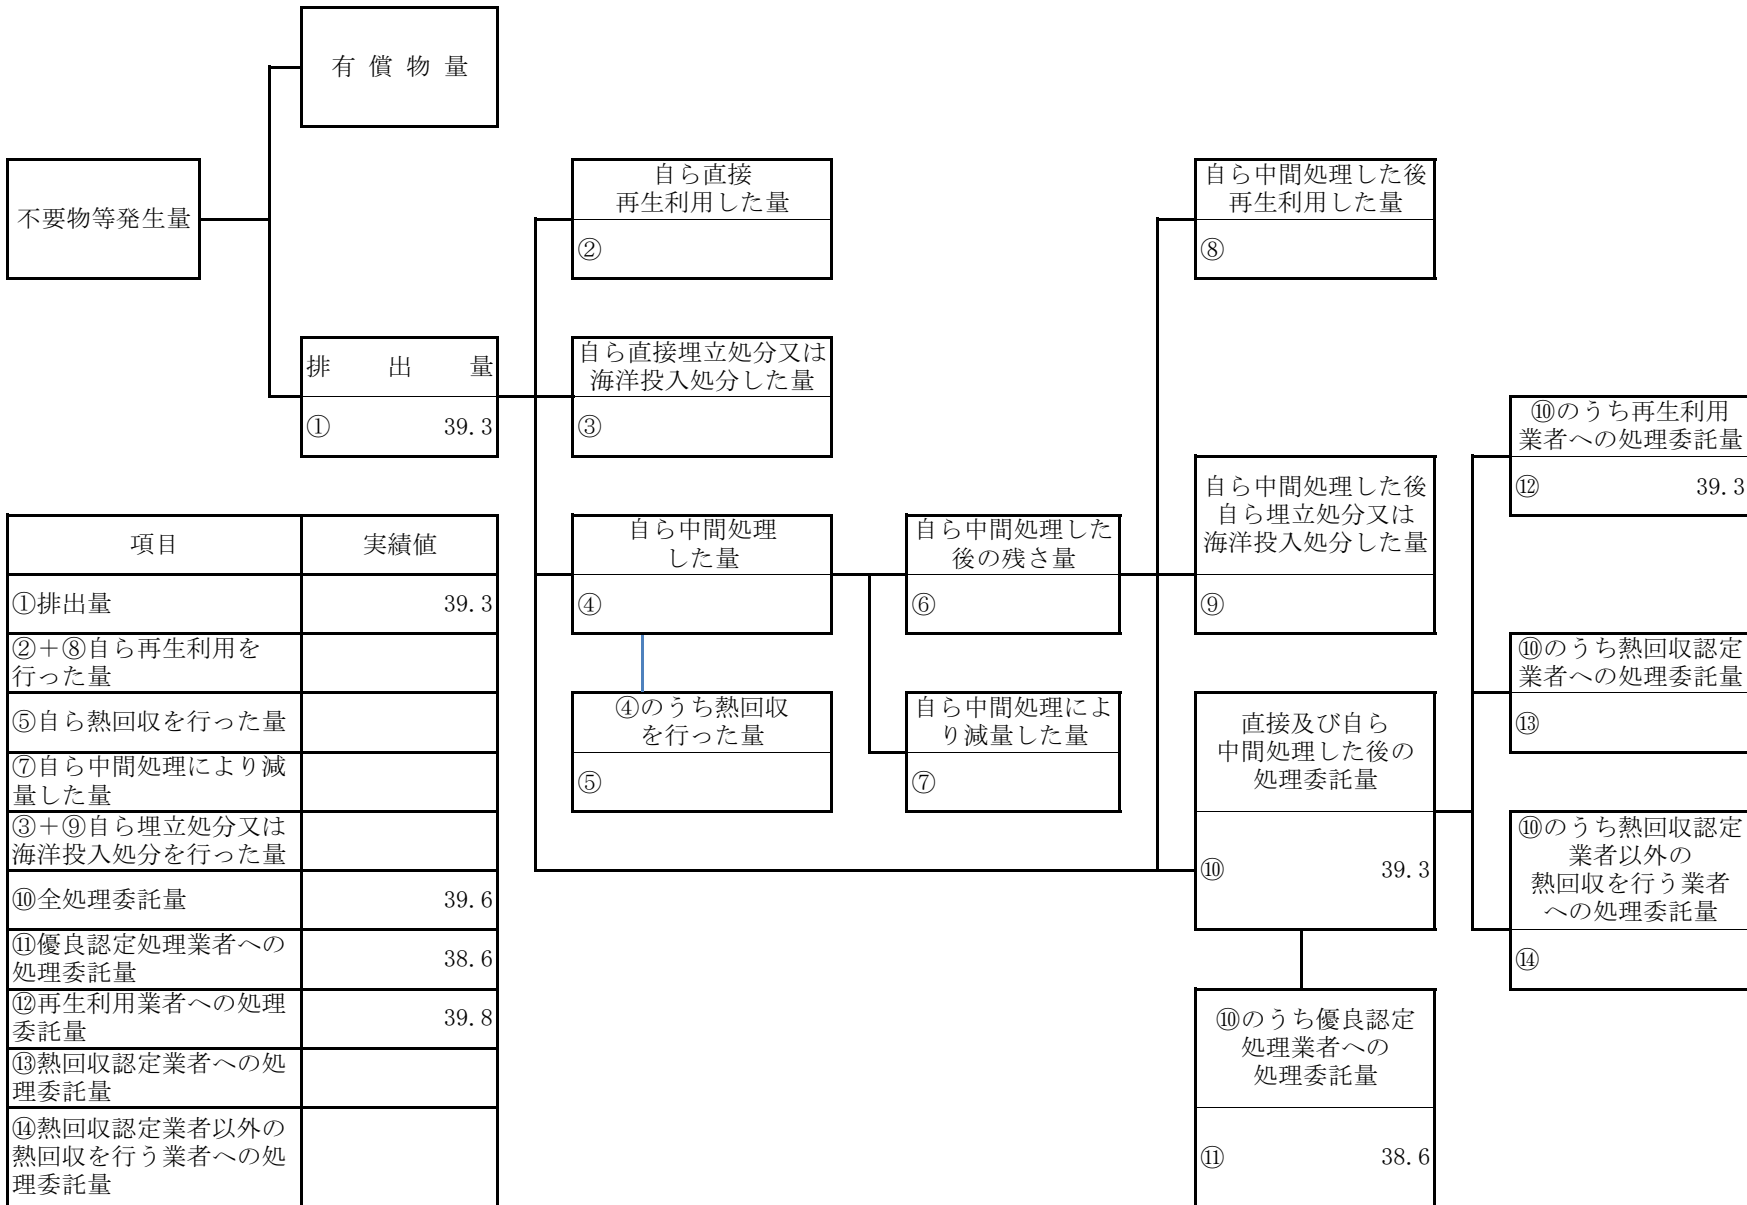 有 償 物 量
不要物等発生量
自ら直接
再生利用した量
②
自ら中間処理した後
再生利用した量
⑧
排 出 量
① 39.3
自ら直接埋立処分又は
海洋投入処分した量
③
⑩のうち再生利用
業者への処理委託量
⑫ 39.3
自ら中間処理した後
自ら埋立処分又は
海洋投入処分した量
⑨
自ら中間処理
した量
④
自ら中間処理した
後の残さ量
⑥
⑩のうち熱回収認定
業者への処理委託量
⑬
④のうち熱回収
を行った量
⑤
自ら中間処理によ
り減量した量
⑦
直接及び自ら
中間処理した後の
処理委託量
⑩ 39.3
⑩のうち熱回収認定
業者以外の
熱回収を行う業者
への処理委託量
⑭
⑩のうち優良認定
処理業者への
処理委託量
⑪ 38.6
項目 実績値
①排出量 39.3
②＋⑧自ら再生利用を
行った量
⑤自ら熱回収を行った量
⑦自ら中間処理により減
量した量
③＋⑨自ら埋立処分又は
海洋投入処分を行った量
⑩全処理委託量 39.6
⑪優良認定処理業者への
処理委託量 38.6
⑫再生利用業者への処理
委託量 39.8
⑬熱回収認定業者への処
理委託量
⑭熱回収認定業者以外の
熱回収を行う業者への処
理委託量